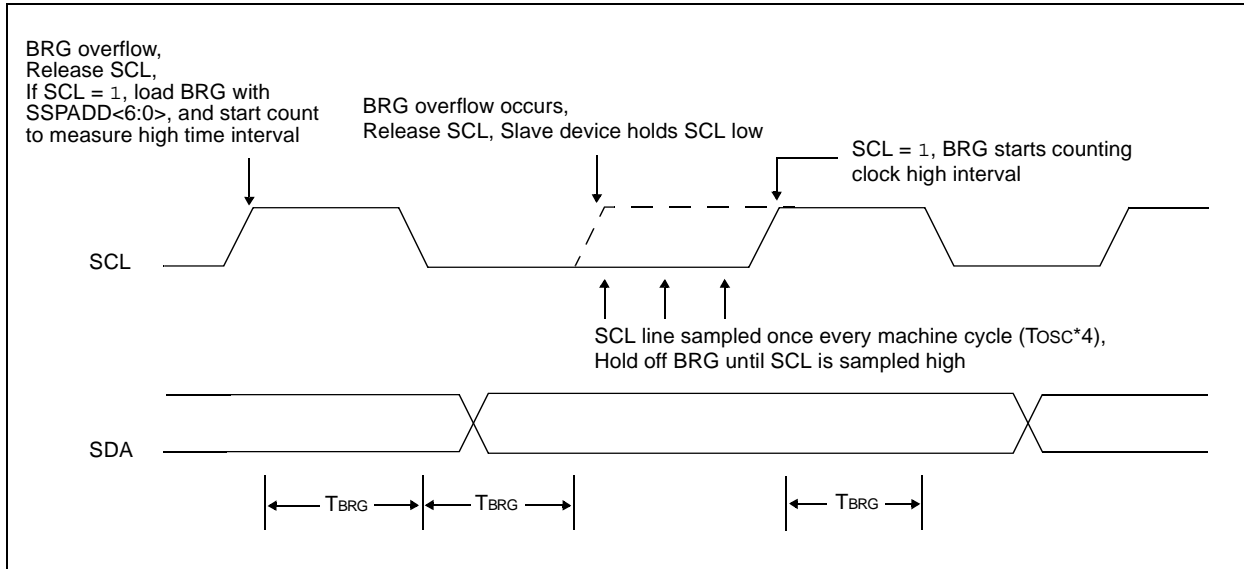 BRG overflow,
Release SCL,
If SCL = 1, load BRG with
SSPADD<6:0>, and start count
to measure high time interval
BRG overflow occurs,
Release SCL, Slave device holds SCL low
SCL = 1, BRG starts counting
clock high interval
SCL
SCL line sampled once every machine cycle (TOSC*4),
Hold off BRG until SCL is sampled high
SDA
TBRG
TBRG
TBRG